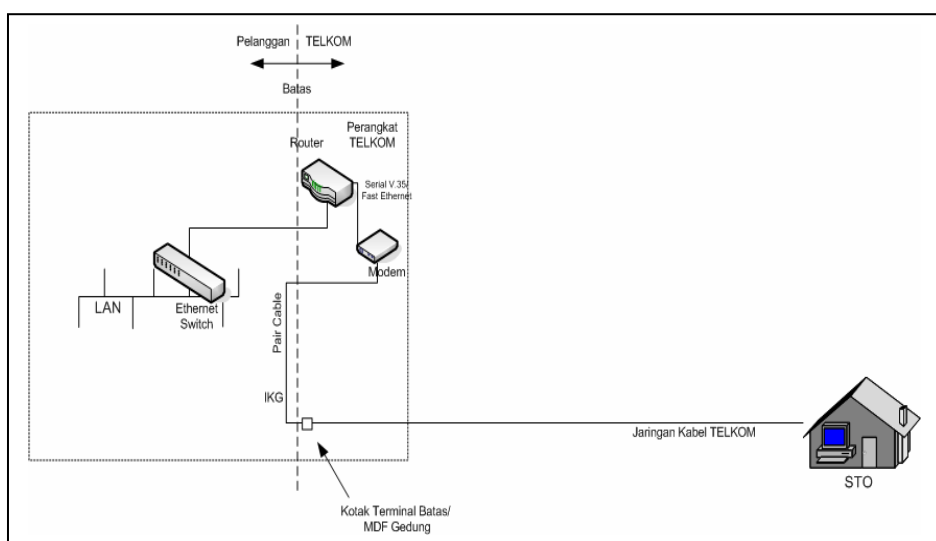 Pelanggan TELKOM
Batas
Perangkat
TELKOM
Router
Serial V.35/
Fast Ethernet
Modem
LAN
Ethernet
Switch
Pair Cable
IKG
Jaringan Kabel TELKOM
STO
Kotak Terminal Batas/
MDF Gedung